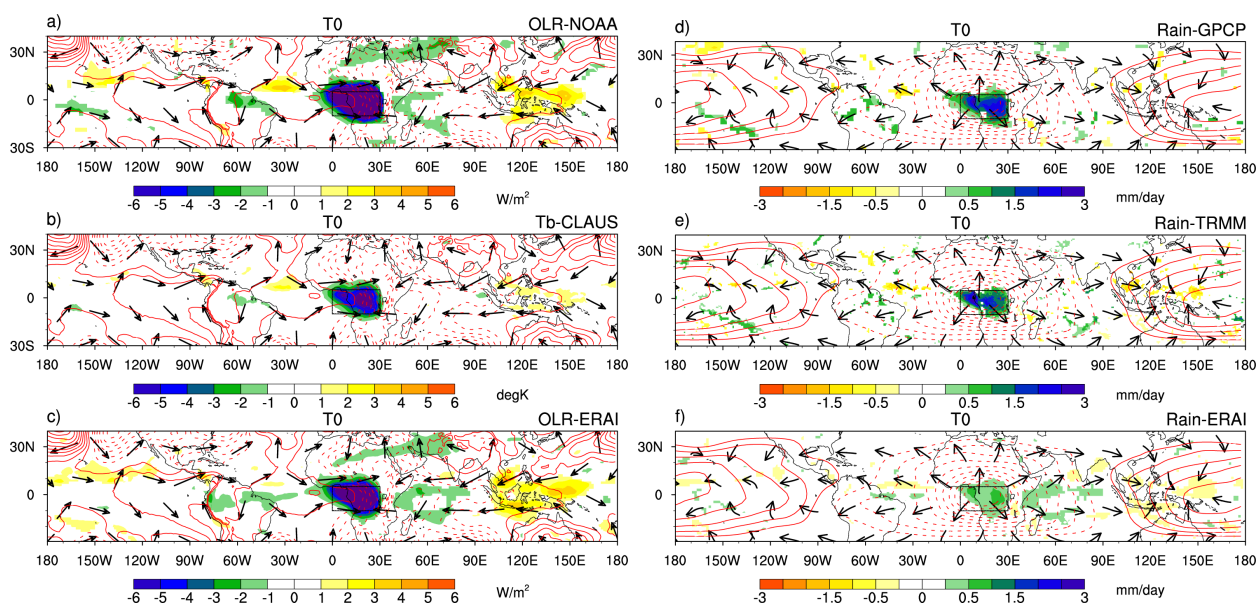 a) T0 OLR-NOAA
30N
0
30S
180 150W 120W 90W 60W 30W 0 30E 60E 90E 120E 150E 180
-6 -5 -4 -3 -2 -1 0 1 2 3 4 5 6 W/m²
b) T0 Tb-CLAUS
30N
0
30S
180 150W 120W 90W 60W 30W 0 30E 60E 90E 120E 150E 180
-6 -5 -4 -3 -2 -1 0 1 2 3 4 5 6 degK
c) T0 OLR-ERAI
30N
0
180 150W 120W 90W 60W 30W 0 30E 60E 90E 120E 150E 180
-6 -5 -4 -3 -2 -1 0 1 2 3 4 5 6 W/m²
d) T0 Rain-GPCP
30N
0
180 150W 120W 90W 60W 30W 0 30E 60E 90E 120E 150E 180
-3 -1.5 -0.5 0 0.5 1.5 3 mm/day
e) T0 Rain-TRMM
30N
0
180 150W 120W 90W 60W 30W 0 30E 60E 90E 120E 150E 180
-3 -1.5 -0.5 0 0.5 1.5 3 mm/day
f) T0 Rain-ERAI
30N
0
180 150W 120W 90W 60W 30W 0 30E 60E 90E 120E 150E 180
-3 -1.5 -0.5 0 0.5 1.5 3 mm/day